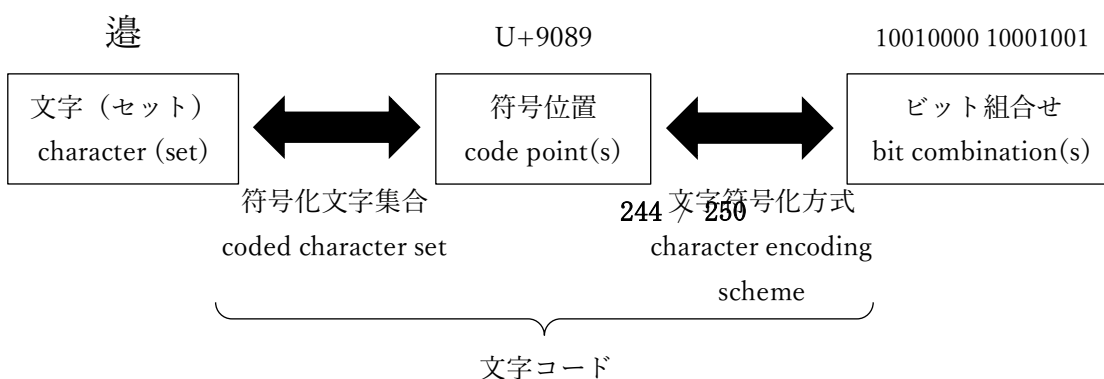 邉 U+9089 10010000 10001001
文字（セット） 符号位置 ビット組合せ
character (set) code point(s) bit combination(s)
符号化文字集合 文字符号化方式
244 / 250
coded character set character encoding
scheme
文字コード